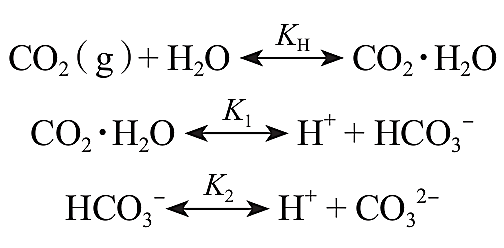 CO₂(g)+H₂O ⟷ K_H CO₂·H₂O
CO₂·H₂O ⟷ K₁ H⁺ + HCO₃⁻
HCO₃⁻ ⟷ K₂ H⁺ + CO₃²⁻